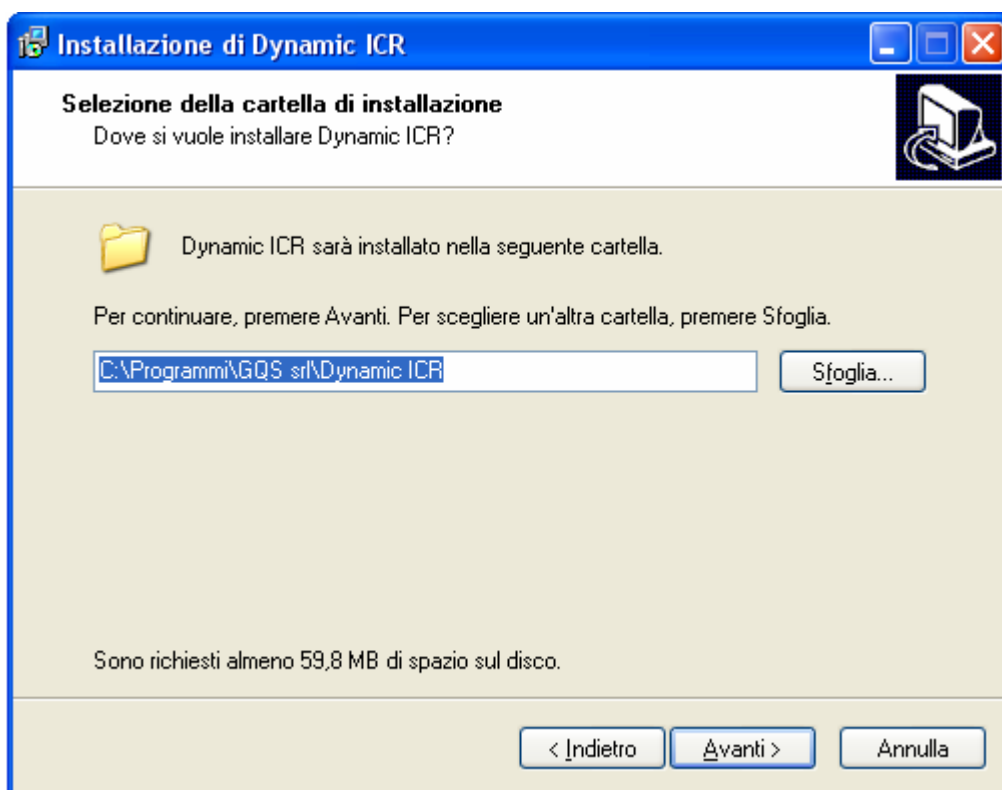 Installazione di Dynamic ICR
Selezione della cartella di installazione
Dove si vuole installare Dynamic ICR?
Dynamic ICR sarà installato nella seguente cartella.
Per continuare, premere Avanti. Per scegliere un'altra cartella, premere Sfoglia.
C:\Programmi\GQS srl\Dynamic ICR Sfoglia...
Sono richiesti almeno 59,8 MB di spazio sul disco.
< Indietro Avanti > Annulla